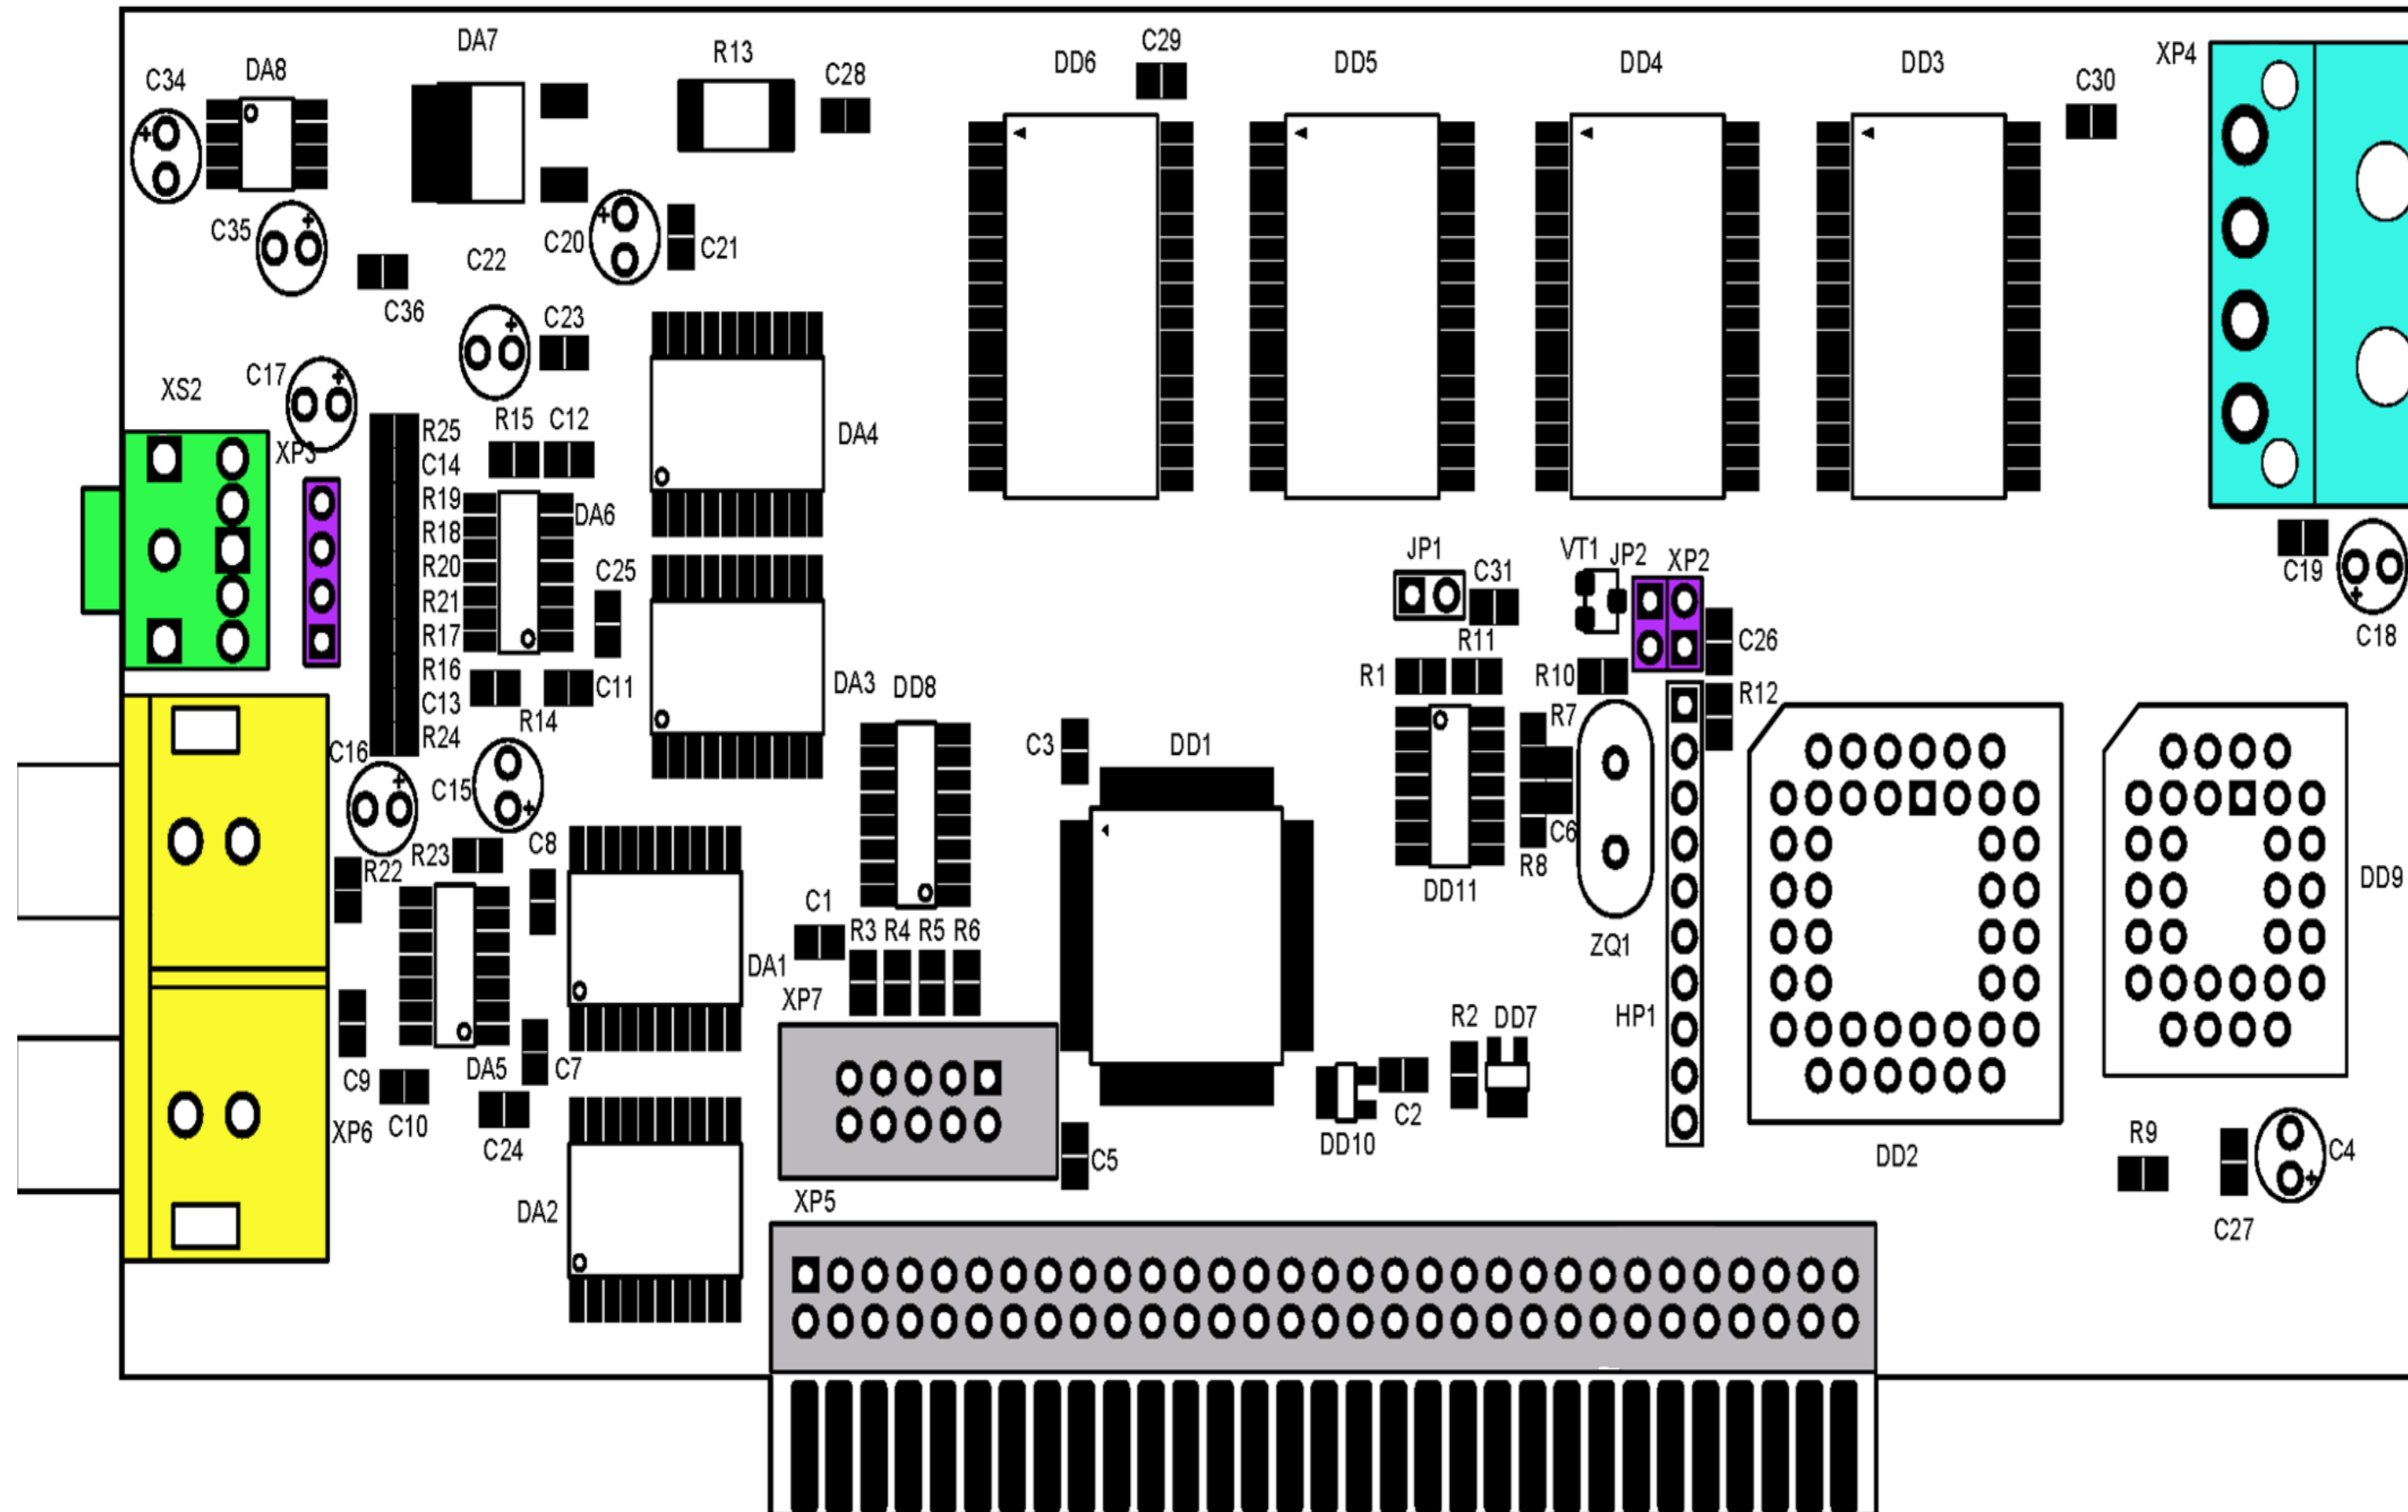 DA7
C29
R13
DD6
DD5
DD4
DD3
XP4
C34
DA8
C28
C30
C35
C22
C20
C21
C36
C23
XS2
C17
R15
C12
DA4
R25
XP3
C14
R19
DA6
R18
R20
C25
JP1
C31
VT1
JP2
XP2
C19
R21
R17
R11
C26
C18
R16
C11
DA3
DD8
R1
R10
R12
C13
R14
R24
C16
C3
DD1
R7
C15
C8
C6
R23
R22
R8
DD11
DD9
C1
R3
R4
R5
R6
ZQ1
DA1
XP7
R2
DD7
HP1
C9
DA5
C7
C10
XP6
C24
C5
C2
DD10
DD2
R9
C4
DA2
XP5
C27